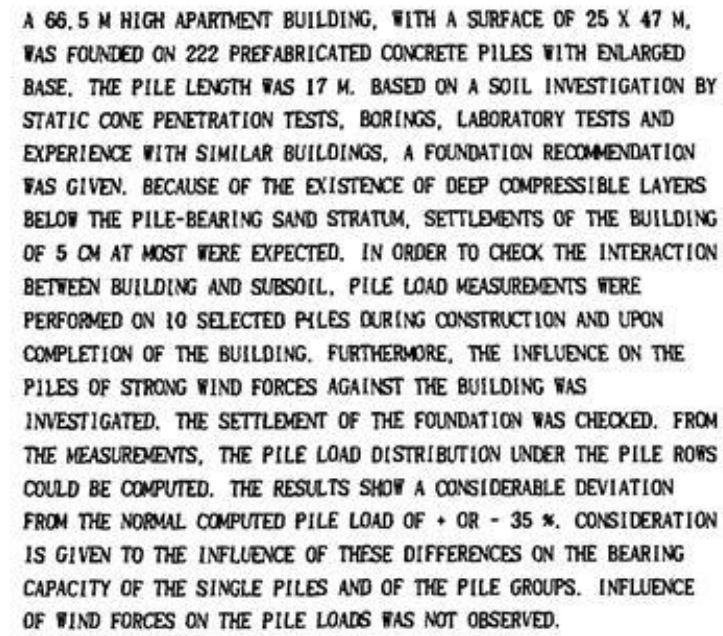 A 66.5 M HIGH APARTMENT BUILDING, WITH A SURFACE OF 25 X 47 M,
WAS FOUNDED ON 222 PREFABRICATED CONCRETE PILES WITH ENLARGED
BASE. THE PILE LENGTH WAS 17 M. BASED ON A SOIL INVESTIGATION BY
STATIC CONE PENETRATION TESTS, BORINGS, LABORATORY TESTS AND
EXPERIENCE WITH SIMILAR BUILDINGS, A FOUNDATION RECOMMENDATION
WAS GIVEN. BECAUSE OF THE EXISTENCE OF DEEP COMPRESSIBLE LAYERS
BELOW THE PILE-BEARING SAND STRATUM, SETTLEMENTS OF THE BUILDING
OF 5 CM AT MOST WERE EXPECTED. IN ORDER TO CHECK THE INTERACTION
BETWEEN BUILDING AND SUBSOIL, PILE LOAD MEASUREMENTS WERE
PERFORMED ON 10 SELECTED PILES DURING CONSTRUCTION AND UPON
COMPLETION OF THE BUILDING. FURTHERMORE, THE INFLUENCE ON THE
PILES OF STRONG WIND FORCES AGAINST THE BUILDING WAS
INVESTIGATED. THE SETTLEMENT OF THE FOUNDATION WAS CHECKED. FROM
THE MEASUREMENTS, THE PILE LOAD DISTRIBUTION UNDER THE PILE ROWS
COULD BE COMPUTED. THE RESULTS SHOW A CONSIDERABLE DEVIATION
FROM THE NORMAL COMPUTED PILE LOAD OF + OR - 35 %. CONSIDERATION
IS GIVEN TO THE INFLUENCE OF THESE DIFFERENCES ON THE BEARING
CAPACITY OF THE SINGLE PILES AND OF THE PILE GROUPS. INFLUENCE
OF WIND FORCES ON THE PILE LOADS WAS NOT OBSERVED.